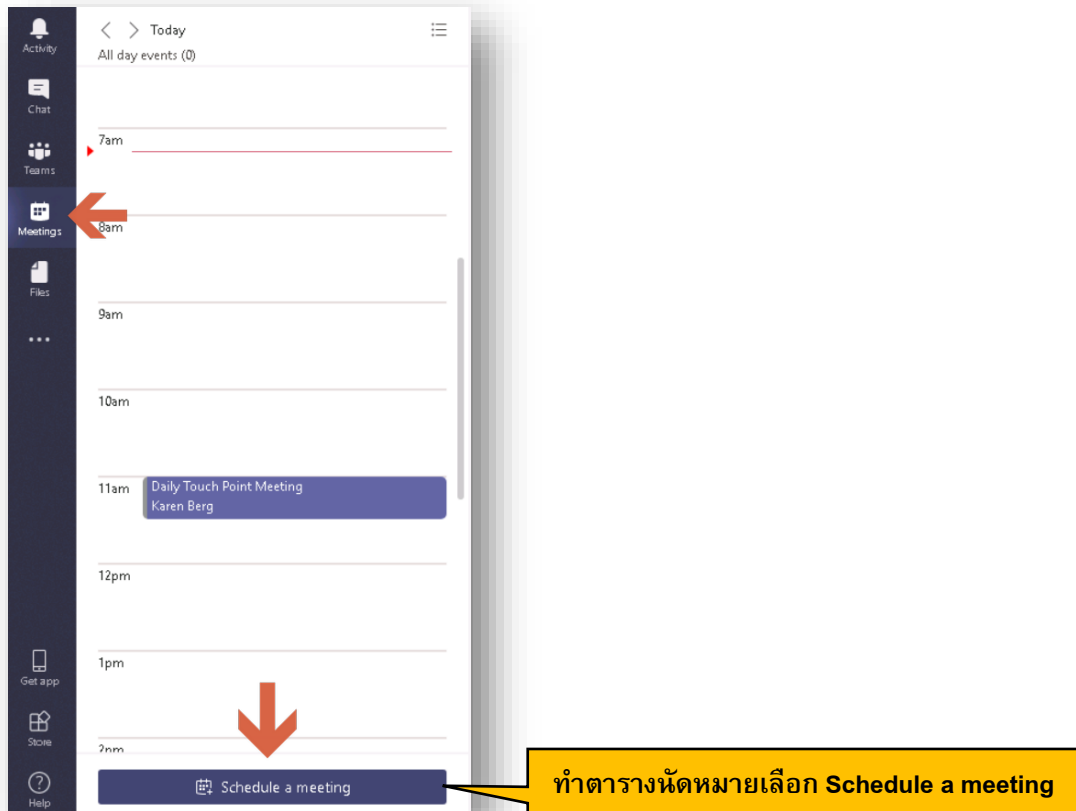 Activity
Chat
Teams
Meetings
Files
Get app
Store
Help
Today
All day events (0)
7am
8am
9am
10am
11am
Daily Touch Point Meeting
Karen Berg
12pm
1pm
2pm
Schedule a meeting
ทำตารางนัดหมายเลือก Schedule a meeting